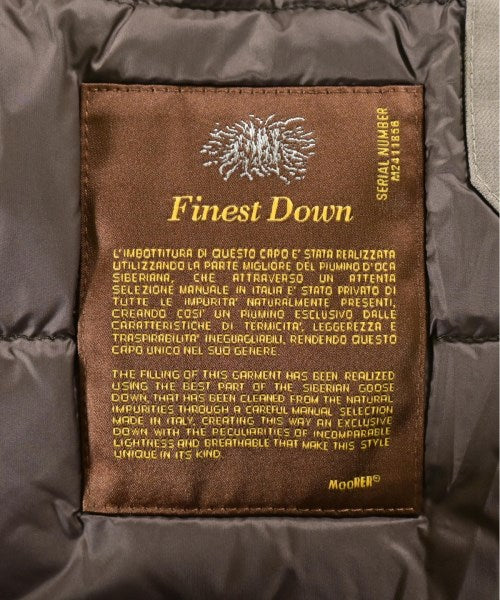 SERIAL NUMBER
M2411856
Finest Down
L'IMBOTTITURA DI QUESTO CAPO E' STATA REALIZZATA
UTILIZZANDO LA PARTE MIGLIORE DEL PIUMINO D'OCA
SIBERIANA, CHE ATTRAVERSO UN ATTENTA
SELEZIONE MANUALE IN ITALIA E' STATO PRIVATO DI
TUTTE LE IMPURITA' NATURALMENTE PRESENTI,
CREANDO COSI' UN PIUMINO ESCLUSIVO DALLE
CARATTERISTICHE DI TERMICITA', LEGGEREZZA E
TRASPIRABILITA' INEGUAGLIABILI, RENDENDO QUESTO
CAPO UNICO NEL SUO GENERE.
THE FILLING OF THIS GARMENT HAS BEEN REALIZED
USING THE BEST PART OF THE SIBERIAN GOOSE
DOWN, THAT HAS BEEN CLEANED FROM THE NATURAL
IMPURITIES THROUGH A CAREFUL MANUAL SELECTION
MADE IN ITALY, CREATING THIS WAY AN EXCLUSIVE
DOWN WITH THE PECULIARITIES OF INCOMPARABLE
LIGHTNESS AND BREATHABLE THAT MAKE THIS STYLE
UNIQUE IN ITS KIND.
MOORER©